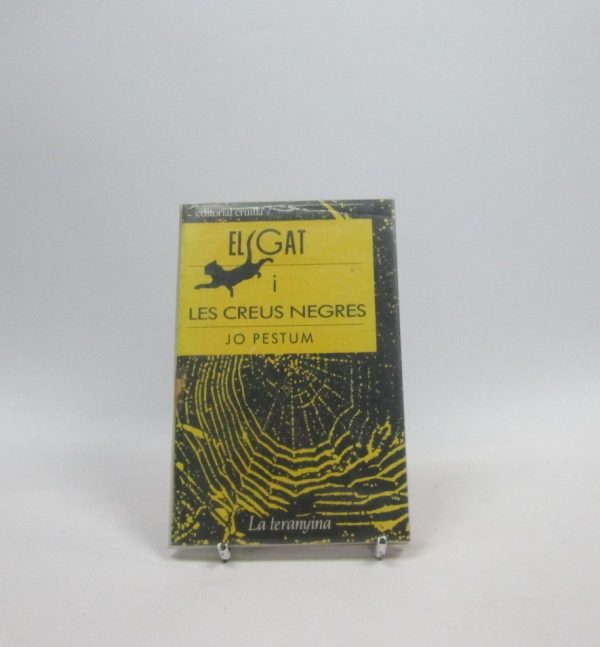 editorial cruïlla
EL GAT
i
LES CREUS NEGRES
JO PESTUM
La teranyina